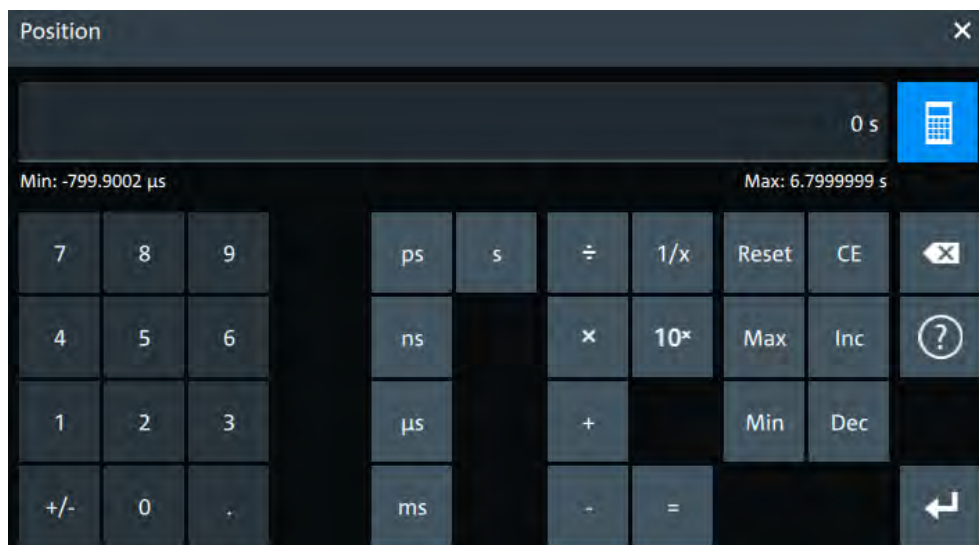 Position
0 s
Min: -799.9002 µs Max: 6.7999999 s
7 8 9 ps s ÷ 1/x Reset CE
4 5 6 ns × 10ˣ Max Inc ?
1 2 3 µs + Min Dec
+/- 0 . ms - =